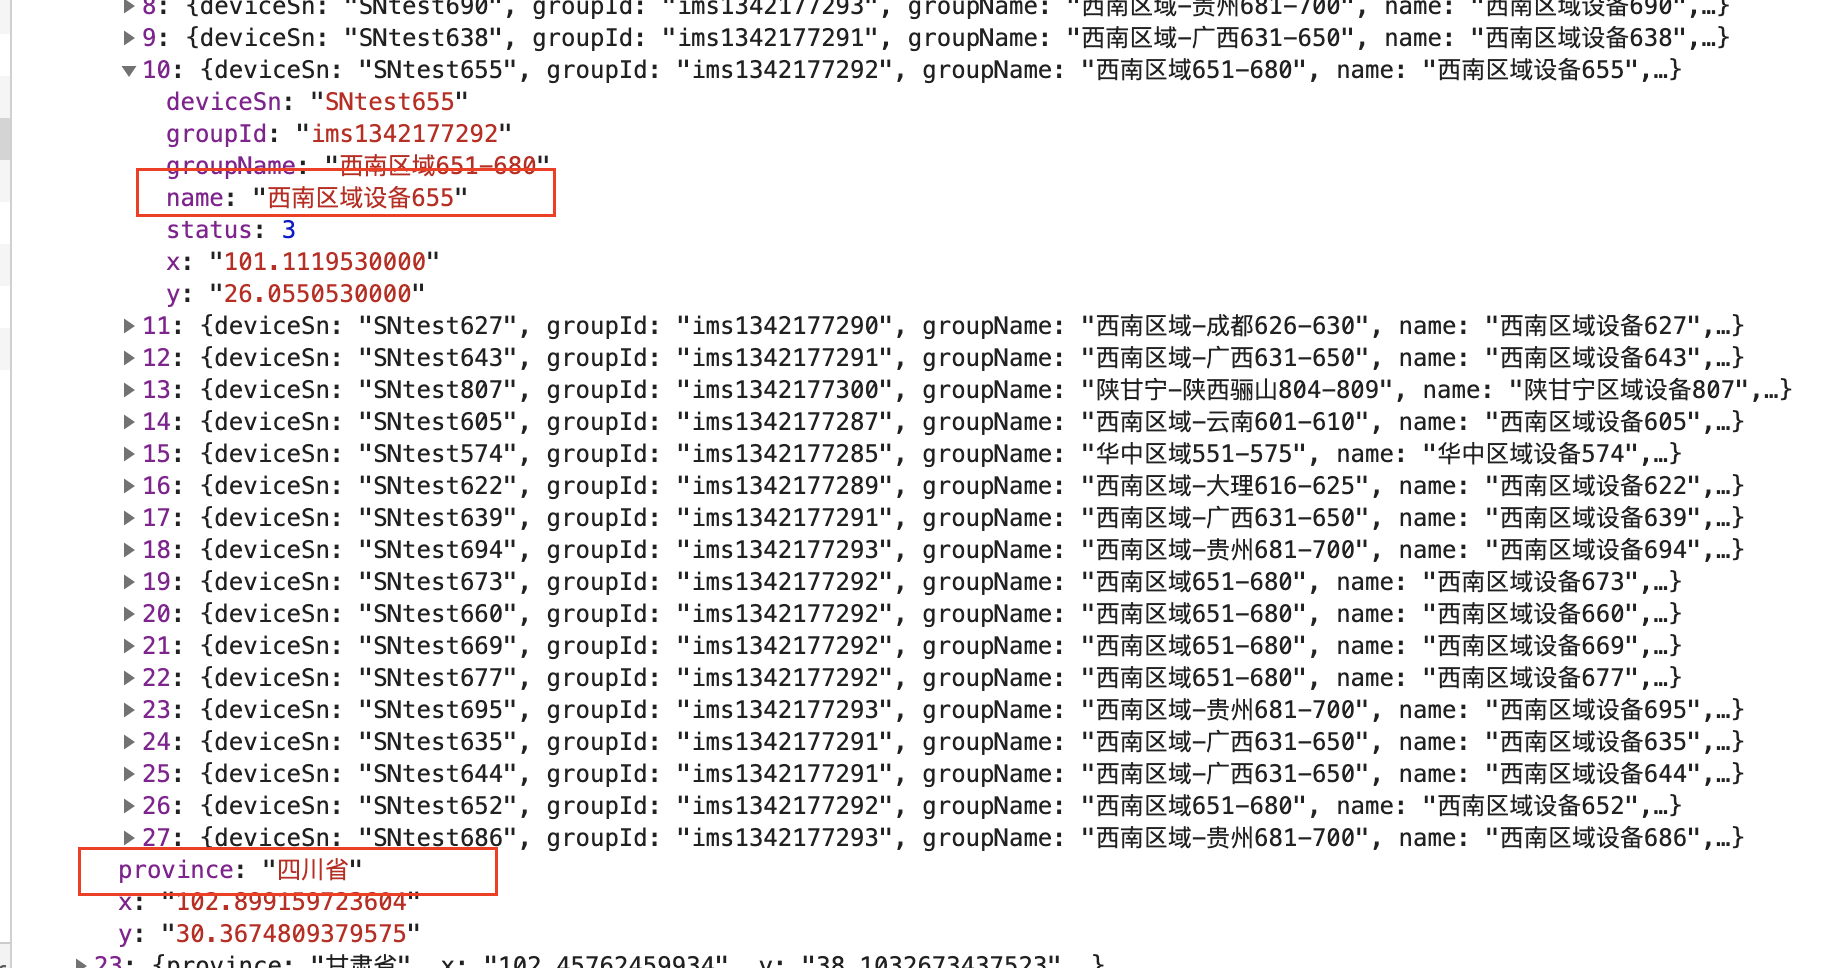 8: {deviceSn: "SNtest690", groupId: "ims1342177293", groupName: "西南区域-贵州681-700", name: "西南区域设备690",…}
9: {deviceSn: "SNtest638", groupId: "ims1342177291", groupName: "西南区域-广西631-650", name: "西南区域设备638",…}
10: {deviceSn: "SNtest655", groupId: "ims1342177292", groupName: "西南区域651-680", name: "西南区域设备655",…}
deviceSn: "SNtest655"
groupId: "ims1342177292"
groupName: "西南区域651-680"
name: "西南区域设备655"
status: 3
x: "101.1119530000"
y: "26.0550530000"
11: {deviceSn: "SNtest627", groupId: "ims1342177290", groupName: "西南区域-成都626-630", name: "西南区域设备627",…}
12: {deviceSn: "SNtest643", groupId: "ims1342177291", groupName: "西南区域-广西631-650", name: "西南区域设备643",…}
13: {deviceSn: "SNtest807", groupId: "ims1342177300", groupName: "陕甘宁-陕西骊山804-809", name: "陕甘宁区域设备807",…}
14: {deviceSn: "SNtest605", groupId: "ims1342177287", groupName: "西南区域-云南601-610", name: "西南区域设备605",…}
15: {deviceSn: "SNtest574", groupId: "ims1342177285", groupName: "华中区域551-575", name: "华中区域设备574",…}
16: {deviceSn: "SNtest622", groupId: "ims1342177289", groupName: "西南区域-大理616-625", name: "西南区域设备622",…}
17: {deviceSn: "SNtest639", groupId: "ims1342177291", groupName: "西南区域-广西631-650", name: "西南区域设备639",…}
18: {deviceSn: "SNtest694", groupId: "ims1342177293", groupName: "西南区域-贵州681-700", name: "西南区域设备694",…}
19: {deviceSn: "SNtest673", groupId: "ims1342177292", groupName: "西南区域651-680", name: "西南区域设备673",…}
20: {deviceSn: "SNtest660", groupId: "ims1342177292", groupName: "西南区域651-680", name: "西南区域设备660",…}
21: {deviceSn: "SNtest669", groupId: "ims1342177292", groupName: "西南区域651-680", name: "西南区域设备669",…}
22: {deviceSn: "SNtest677", groupId: "ims1342177292", groupName: "西南区域651-680", name: "西南区域设备677",…}
23: {deviceSn: "SNtest695", groupId: "ims1342177293", groupName: "西南区域-贵州681-700", name: "西南区域设备695",…}
24: {deviceSn: "SNtest635", groupId: "ims1342177291", groupName: "西南区域-广西631-650", name: "西南区域设备635",…}
25: {deviceSn: "SNtest644", groupId: "ims1342177291", groupName: "西南区域-广西631-650", name: "西南区域设备644",…}
26: {deviceSn: "SNtest652", groupId: "ims1342177292", groupName: "西南区域651-680", name: "西南区域设备652",…}
27: {deviceSn: "SNtest686", groupId: "ims1342177293", groupName: "西南区域-贵州681-700", name: "西南区域设备686",…}
province: "四川省"
x: "102.899159723604"
y: "30.3674809379575"
23: {province: "甘肃省", x: "102.45762459934", y: "38.1032673437523",…}